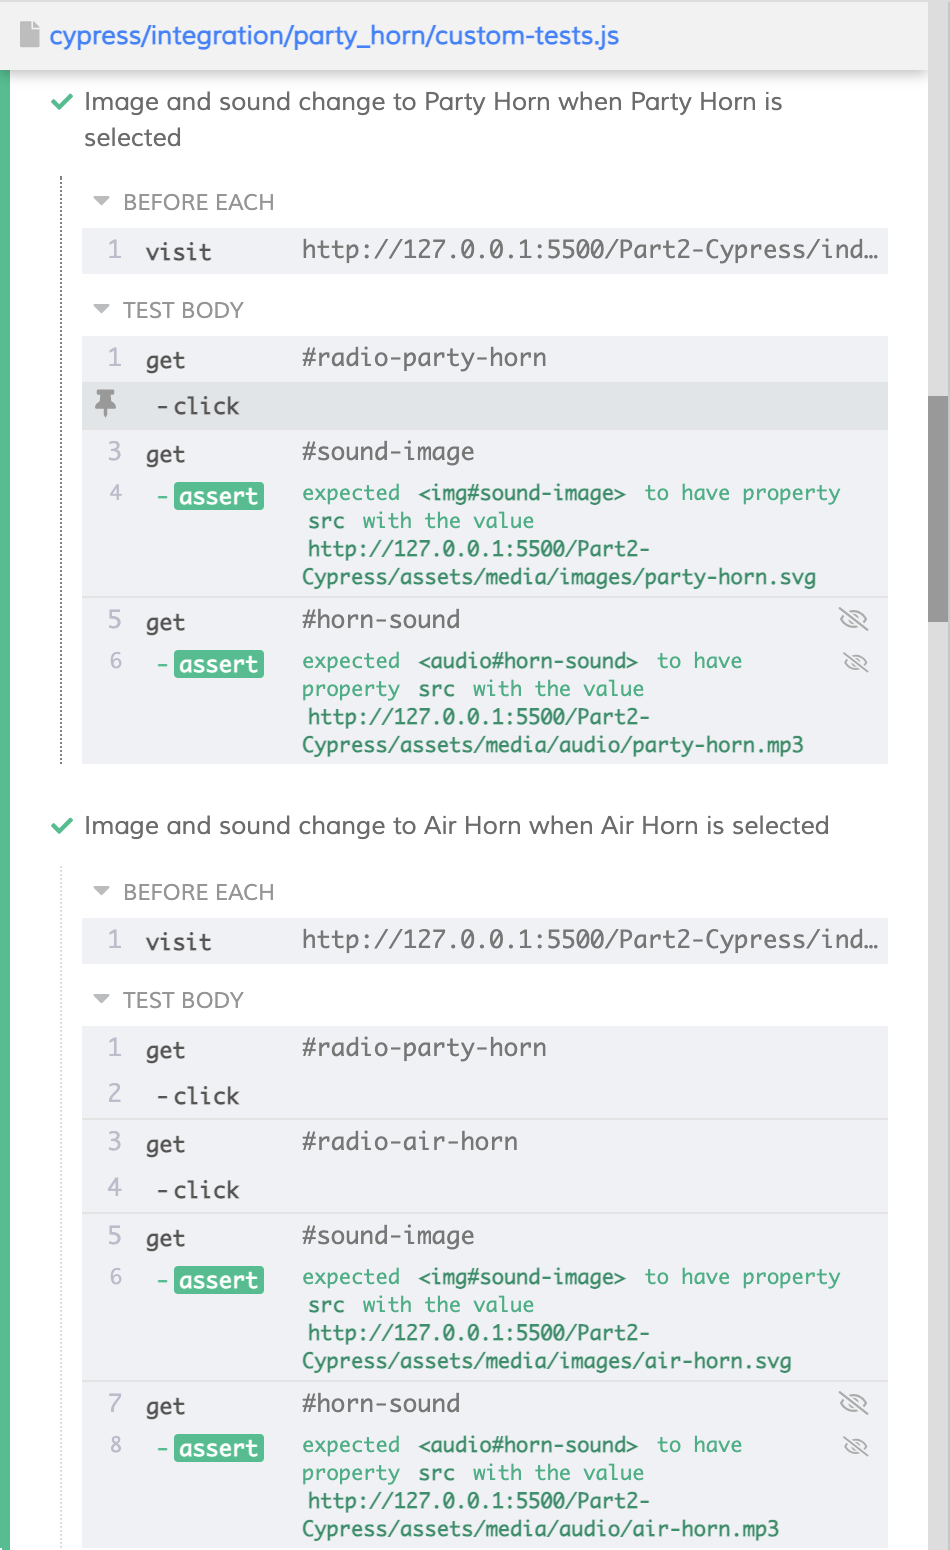 cypress/integration/party_horn/custom-tests.js
Image and sound change to Party Horn when Party Horn is
selected
BEFORE EACH
1 visit http://127.0.0.1:5500/Part2-Cypress/ind…
TEST BODY
1 get #radio-party-horn
-click
3 get #sound-image
4 -assert expected <img#sound-image> to have property
src with the value
http://127.0.0.1:5500/Part2-
Cypress/assets/media/images/party-horn.svg
5 get #horn-sound
6 -assert expected <audio#horn-sound> to have
property src with the value
http://127.0.0.1:5500/Part2-
Cypress/assets/media/audio/party-horn.mp3
Image and sound change to Air Horn when Air Horn is selected
BEFORE EACH
1 visit http://127.0.0.1:5500/Part2-Cypress/ind…
TEST BODY
1 get #radio-party-horn
2 -click
3 get #radio-air-horn
4 -click
5 get #sound-image
6 -assert expected <img#sound-image> to have property
src with the value
http://127.0.0.1:5500/Part2-
Cypress/assets/media/images/air-horn.svg
7 get #horn-sound
8 -assert expected <audio#horn-sound> to have
property src with the value
http://127.0.0.1:5500/Part2-
Cypress/assets/media/audio/air-horn.mp3